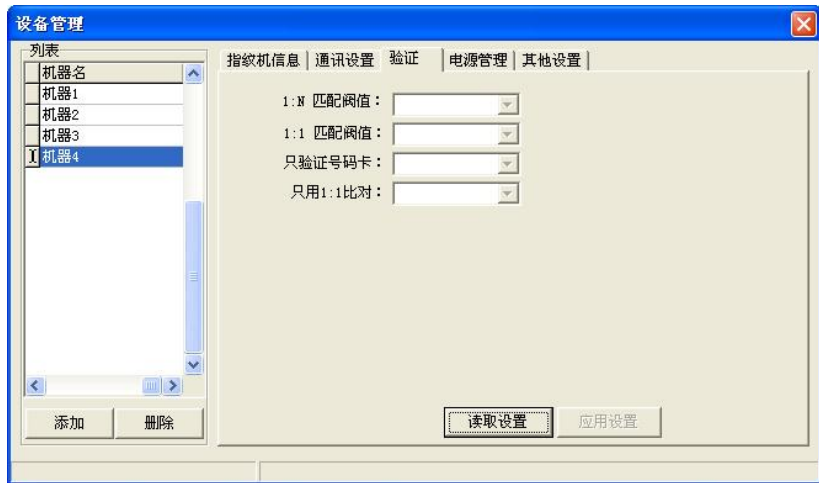 设备管理
列表
机器名
机器1
机器2
机器3
机器4
添加 删除
指纹机信息 通讯设置 验证 电源管理 其他设置
1:N 匹配阀值：
1:1 匹配阀值：
只验证号码卡：
只用1:1比对：
读取设置 应用设置